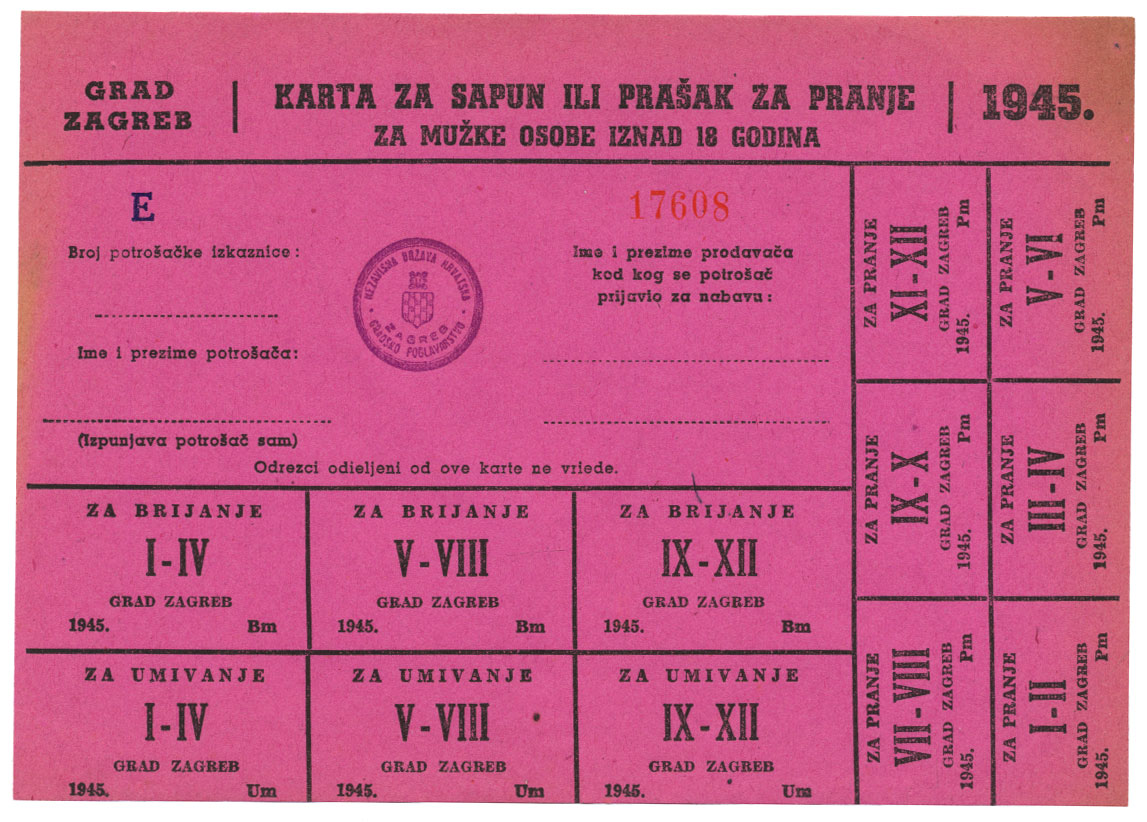 GRAD
ZAGREB
KARTA ZA SAPUN ILI PRAŠAK ZA PRANJE
ZA MUŽKE OSOBE IZNAD 18 GODINA
1945.
E
Broj potrošačke izkaznice:
Ime i prezime potrošača:
(Izpunjava potrošač sam)
NEZAVISNA DRŽAVA HRVATSKA
ZAGREB
GRADSKO POGLAVARSTVO
17608
Ime i prezime prodavača
kod kog se potrošač
prijavio za nabavu:
Odrezci odieljeni od ove karte ne vriede.
ZA PRANJE
XI-XII
GRAD ZAGREB
1945. Pm
ZA PRANJE
V-VI
GRAD ZAGREB
1945. Pm
ZA PRANJE
IX-X
GRAD ZAGREB
1945. Pm
ZA PRANJE
III-IV
GRAD ZAGREB
1945. Pm
ZA PRANJE
VII-VIII
GRAD ZAGREB
1945. Pm
ZA PRANJE
I-II
GRAD ZAGREB
1945. Pm
ZA BRIJANJE
I-IV
GRAD ZAGREB
1945. Bm
ZA BRIJANJE
V-VIII
GRAD ZAGREB
1945. Bm
ZA BRIJANJE
IX-XII
GRAD ZAGREB
1945. Bm
ZA UMIVANJE
I-IV
GRAD ZAGREB
1945. Um
ZA UMIVANJE
V-VIII
GRAD ZAGREB
1945. Um
ZA UMIVANJE
IX-XII
GRAD ZAGREB
1945. Um